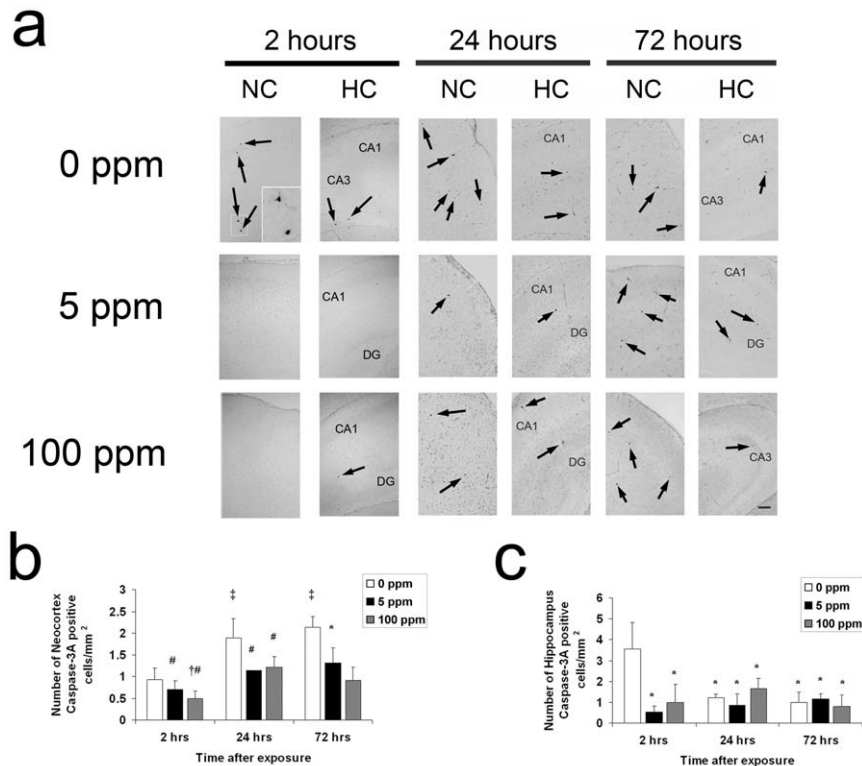 a
2 hours 24 hours 72 hours
NC HC NC HC NC HC
0 ppm
CA1
CA3
CA1
CA1
CA3
5 ppm
CA1
DG
CA1
DG
CA1
DG
100 ppm
CA1
DG
CA1
DG
CA3
b
Number of Neocortex
Caspase-3A positive
cells/mm2
3
2.5
2
1.5
1
0.5
0
# †# ‡ # # ‡ *
0 ppm
5 ppm
100 ppm
2 hrs 24 hrs 72 hrs
Time after exposure
c
Number of Hippocampus
Caspase-3A positive
cells/mm2
6
5
4
3
2
1
0
* * * * * * * *
0 ppm
5 ppm
100 ppm
2 hrs 24 hrs 72 hrs
Time after exposure